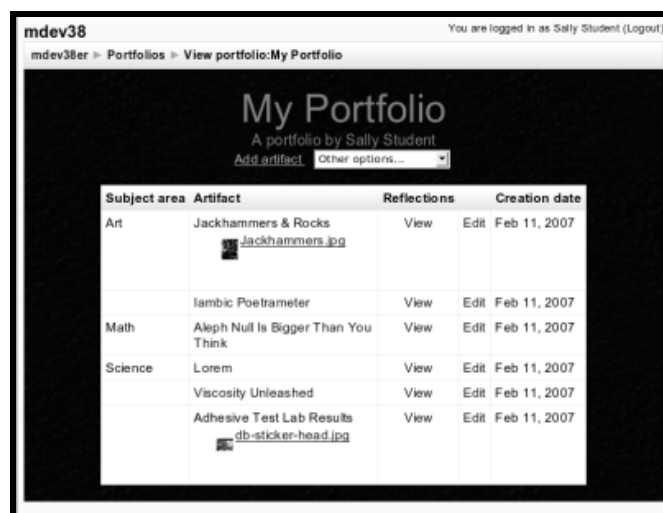 mdev38
You are logged in as Sally Student (Logout)
mdev38er ► Portfolios ► View portfolio:My Portfolio
My Portfolio
A portfolio by Sally Student
Add artifact Other options...
Subject area Artifact Reflections Creation date
Art Jackhammers & Rocks View Edit Feb 11, 2007
Jackhammers.jpg
Iambic Poetrameter View Edit Feb 11, 2007
Math Aleph Null Is Bigger Than You View Edit Feb 11, 2007
Think
Science Lorem View Edit Feb 11, 2007
Viscosity Unleashed View Edit Feb 11, 2007
Adhesive Test Lab Results View Edit Feb 11, 2007
db-sticker-head.jpg